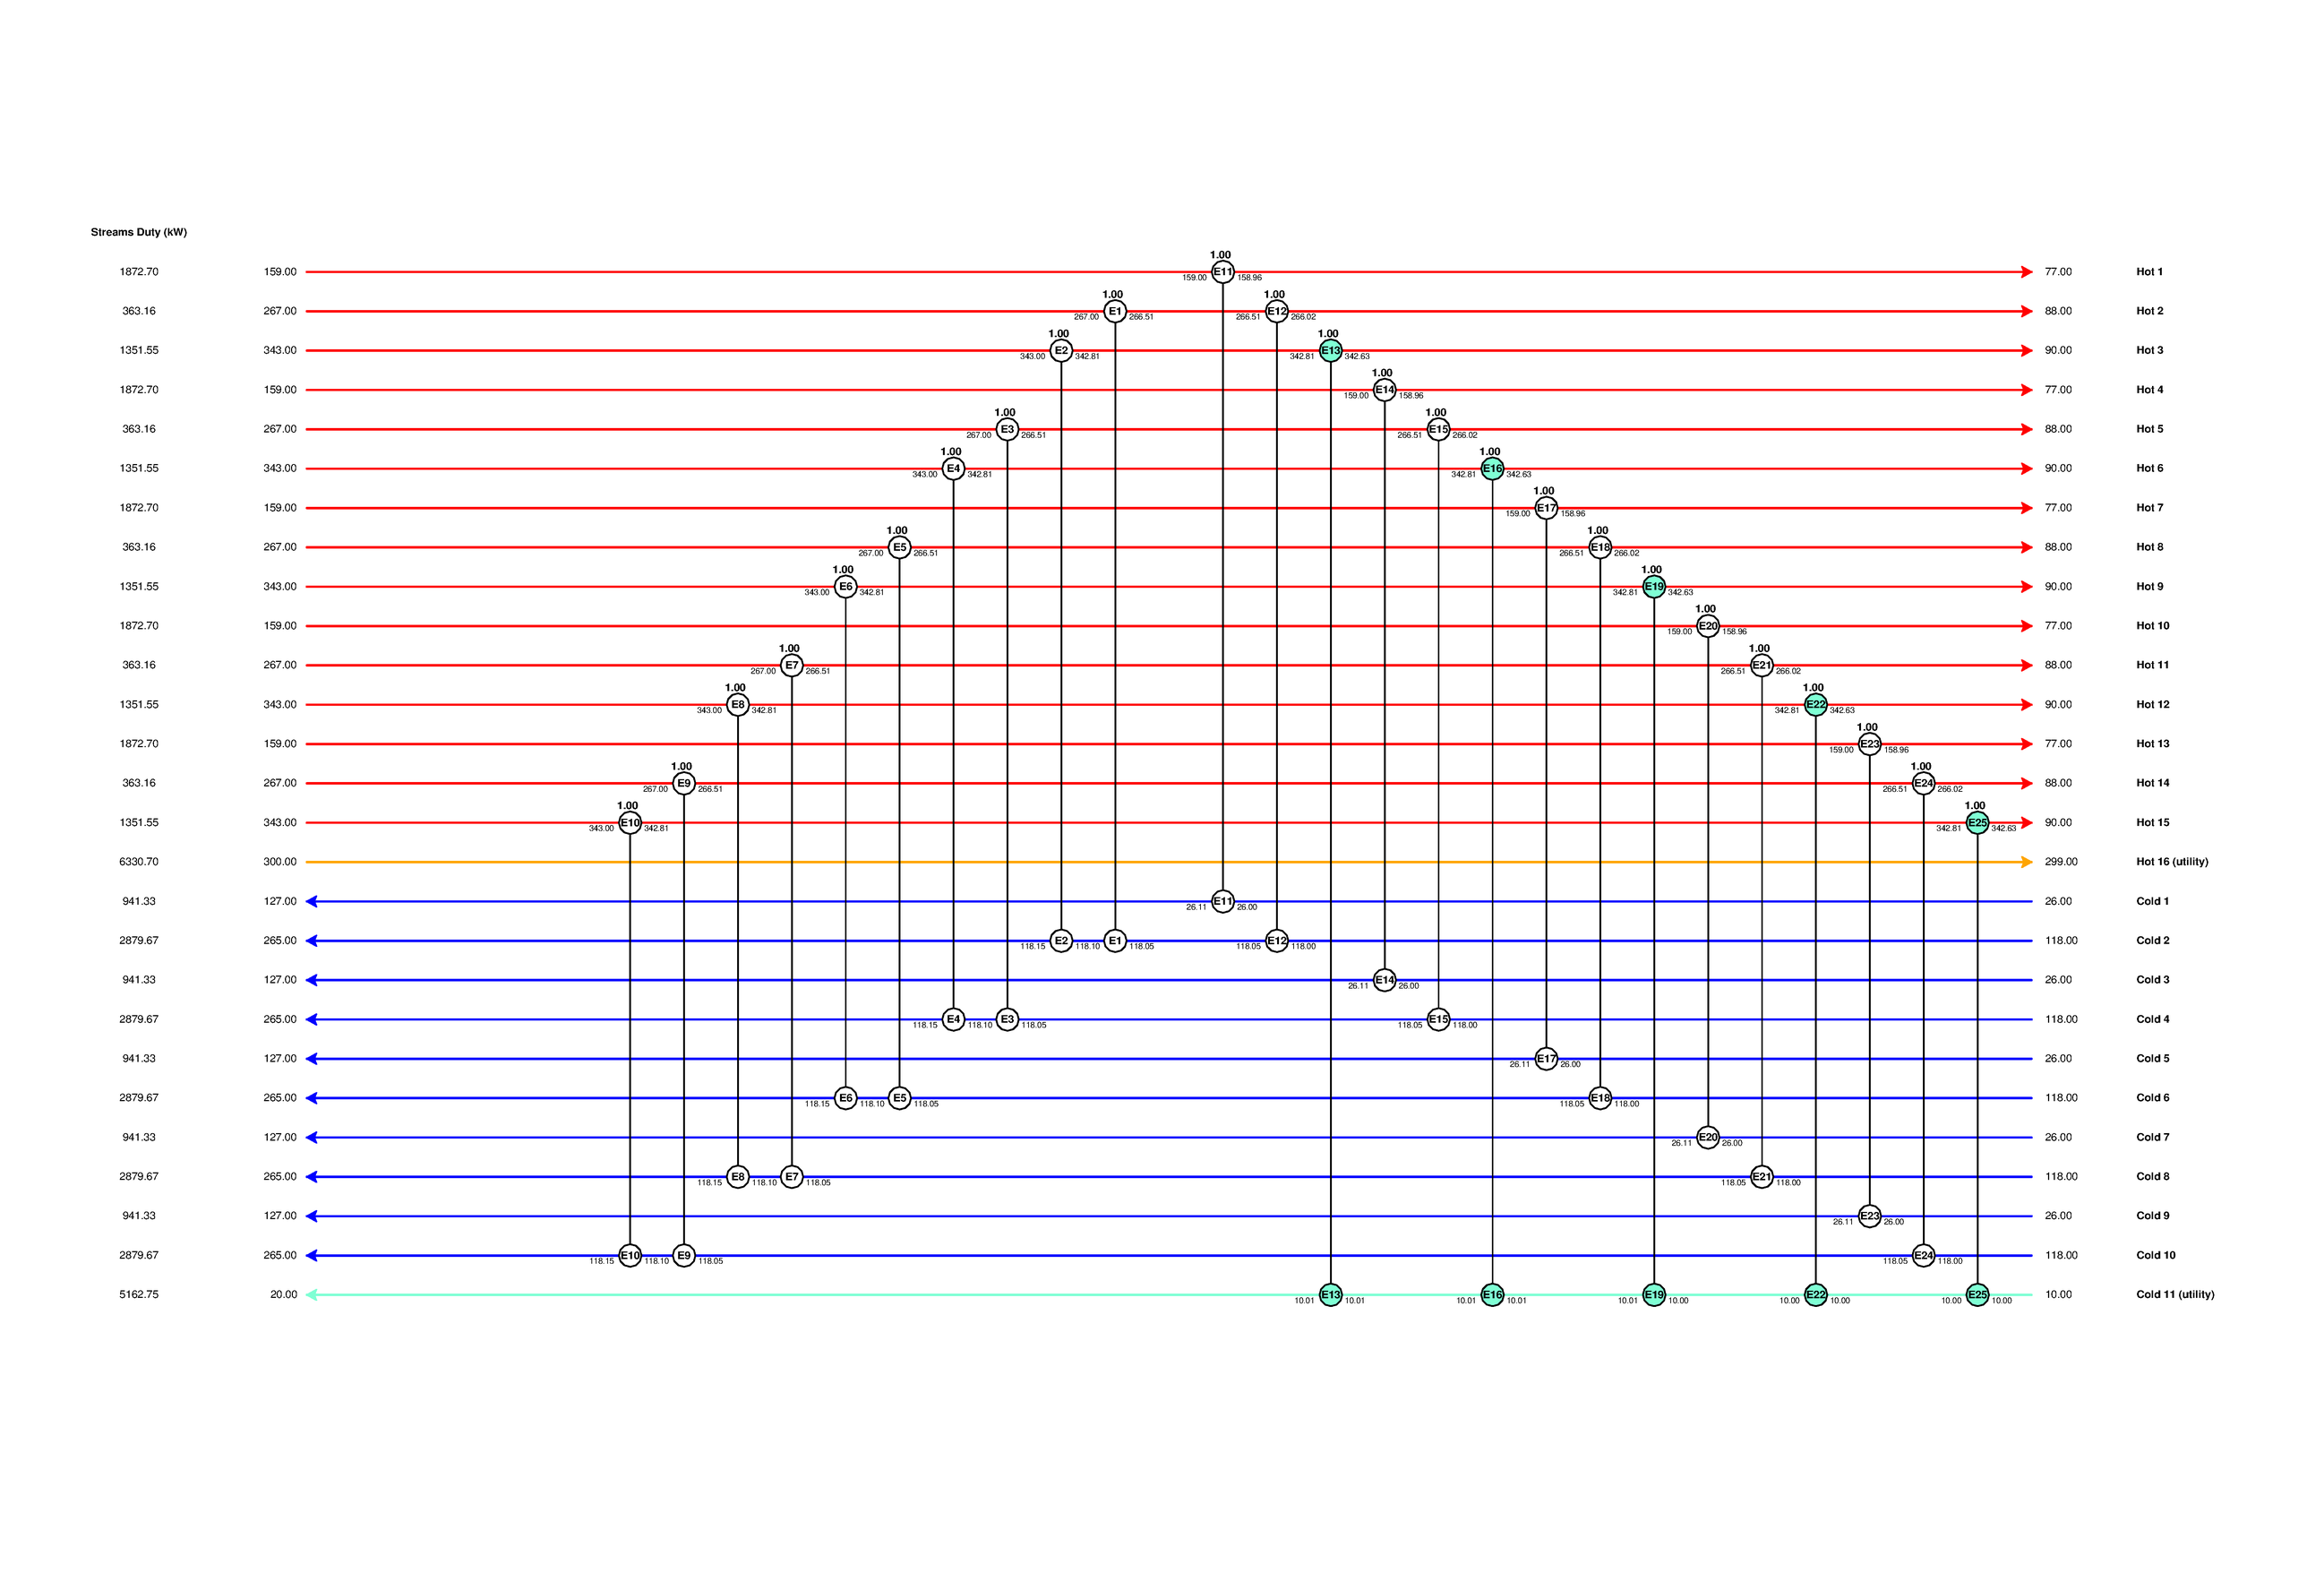 Streams Duty (kW)
1.00
1872.70 159.00 E11 77.00 Hot 1
159.00 158.96
1.00 1.00
363.16 267.00 E1 E12 88.00 Hot 2
267.00 266.51 266.51 266.02
1.00 1.00
1351.55 343.00 E2 E13 90.00 Hot 3
343.00 342.81 342.81 342.63
1.00
1872.70 159.00 E14 77.00 Hot 4
159.00 158.96
1.00 1.00
363.16 267.00 E3 E15 88.00 Hot 5
267.00 266.51 266.51 266.02
1.00 1.00
1351.55 343.00 E4 E16 90.00 Hot 6
343.00 342.81 342.81 342.63
1.00
1872.70 159.00 E17 77.00 Hot 7
159.00 158.96
1.00 1.00
363.16 267.00 E5 E18 88.00 Hot 8
267.00 266.51 266.51 266.02
1.00 1.00
1351.55 343.00 E6 E19 90.00 Hot 9
343.00 342.81 342.81 342.63
1.00
1872.70 159.00 E20 77.00 Hot 10
159.00 158.96
1.00 1.00
363.16 267.00 E7 E21 88.00 Hot 11
267.00 266.51 266.51 266.02
1.00 1.00
1351.55 343.00 E8 E22 90.00 Hot 12
343.00 342.81 342.81 342.63
1.00
1872.70 159.00 E23 77.00 Hot 13
159.00 158.96
1.00 1.00
363.16 267.00 E9 E24 88.00 Hot 14
267.00 266.51 266.51 266.02
1.00 1.00
1351.55 343.00 E10 E25 90.00 Hot 15
343.00 342.81 342.81 342.63
6330.70 300.00 299.00 Hot 16 (utility)
941.33 127.00 E11 26.00 Cold 1
26.11 26.00
2879.67 265.00 E2 E1 E12 118.00 Cold 2
118.15 118.10 118.05 118.05 118.00
941.33 127.00 E14 26.00 Cold 3
26.11 26.00
2879.67 265.00 E4 E3 E15 118.00 Cold 4
118.15 118.10 118.05 118.05 118.00
941.33 127.00 E17 26.00 Cold 5
26.11 26.00
2879.67 265.00 E6 E5 E18 118.00 Cold 6
118.15 118.10 118.05 118.05 118.00
941.33 127.00 E20 26.00 Cold 7
26.11 26.00
2879.67 265.00 E8 E7 E21 118.00 Cold 8
118.15 118.10 118.05 118.05 118.00
941.33 127.00 E23 26.00 Cold 9
26.11 26.00
2879.67 265.00 E10 E9 E24 118.00 Cold 10
118.15 118.10 118.05 118.05 118.00
5162.75 20.00 E13 E16 E19 E22 E25 10.00 Cold 11 (utility)
10.01 10.01 10.01 10.01 10.01 10.00 10.00 10.00 10.00 10.00